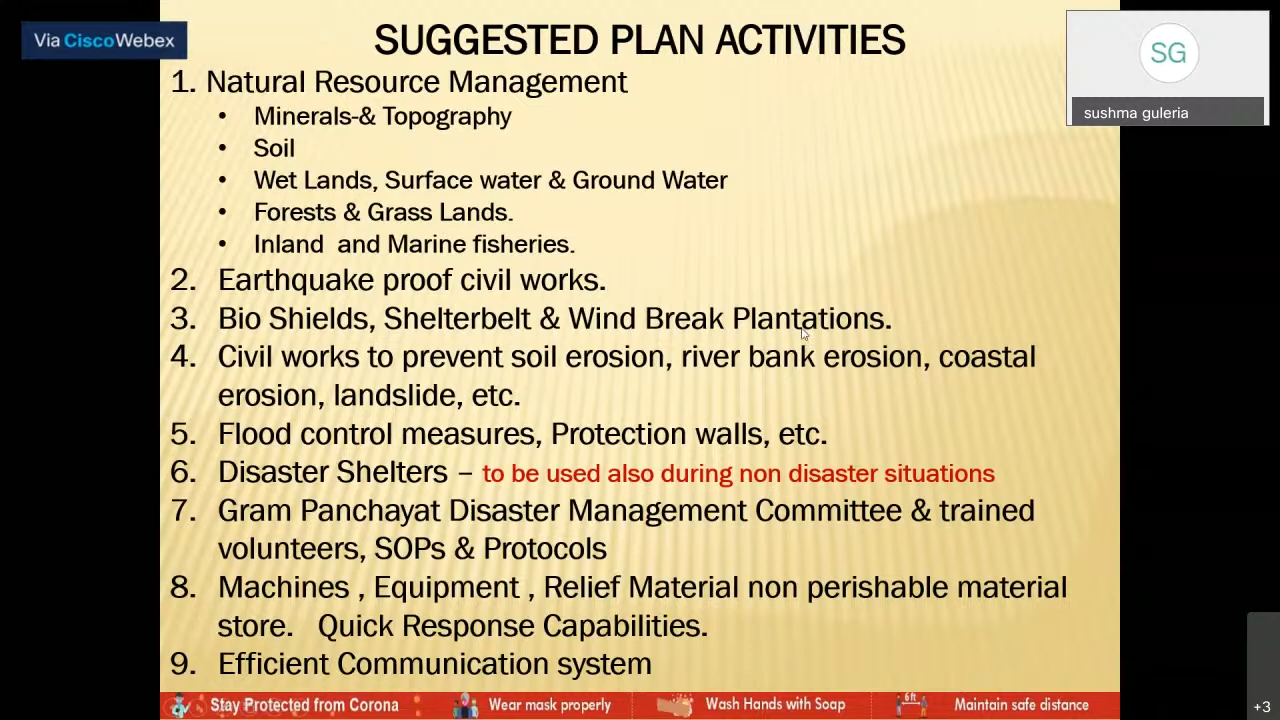 Via Cisco Webex
SUGGESTED PLAN ACTIVITIES
SG
sushma guleria
1. Natural Resource Management
• Minerals-& Topography
• Soil
• Wet Lands, Surface water & Ground Water
• Forests & Grass Lands.
• Inland and Marine fisheries.
2. Earthquake proof civil works.
3. Bio Shields, Shelterbelt & Wind Break Plantations.
4. Civil works to prevent soil erosion, river bank erosion, coastal
erosion, landslide, etc.
5. Flood control measures, Protection walls, etc.
6. Disaster Shelters – to be used also during non disaster situations
7. Gram Panchayat Disaster Management Committee & trained
volunteers, SOPs & Protocols
8. Machines , Equipment , Relief Material non perishable material
store. Quick Response Capabilities.
9. Efficient Communication system
Stay Protected from Corona Wear mask properly Wash Hands with Soap 6ft Maintain safe distance
+3